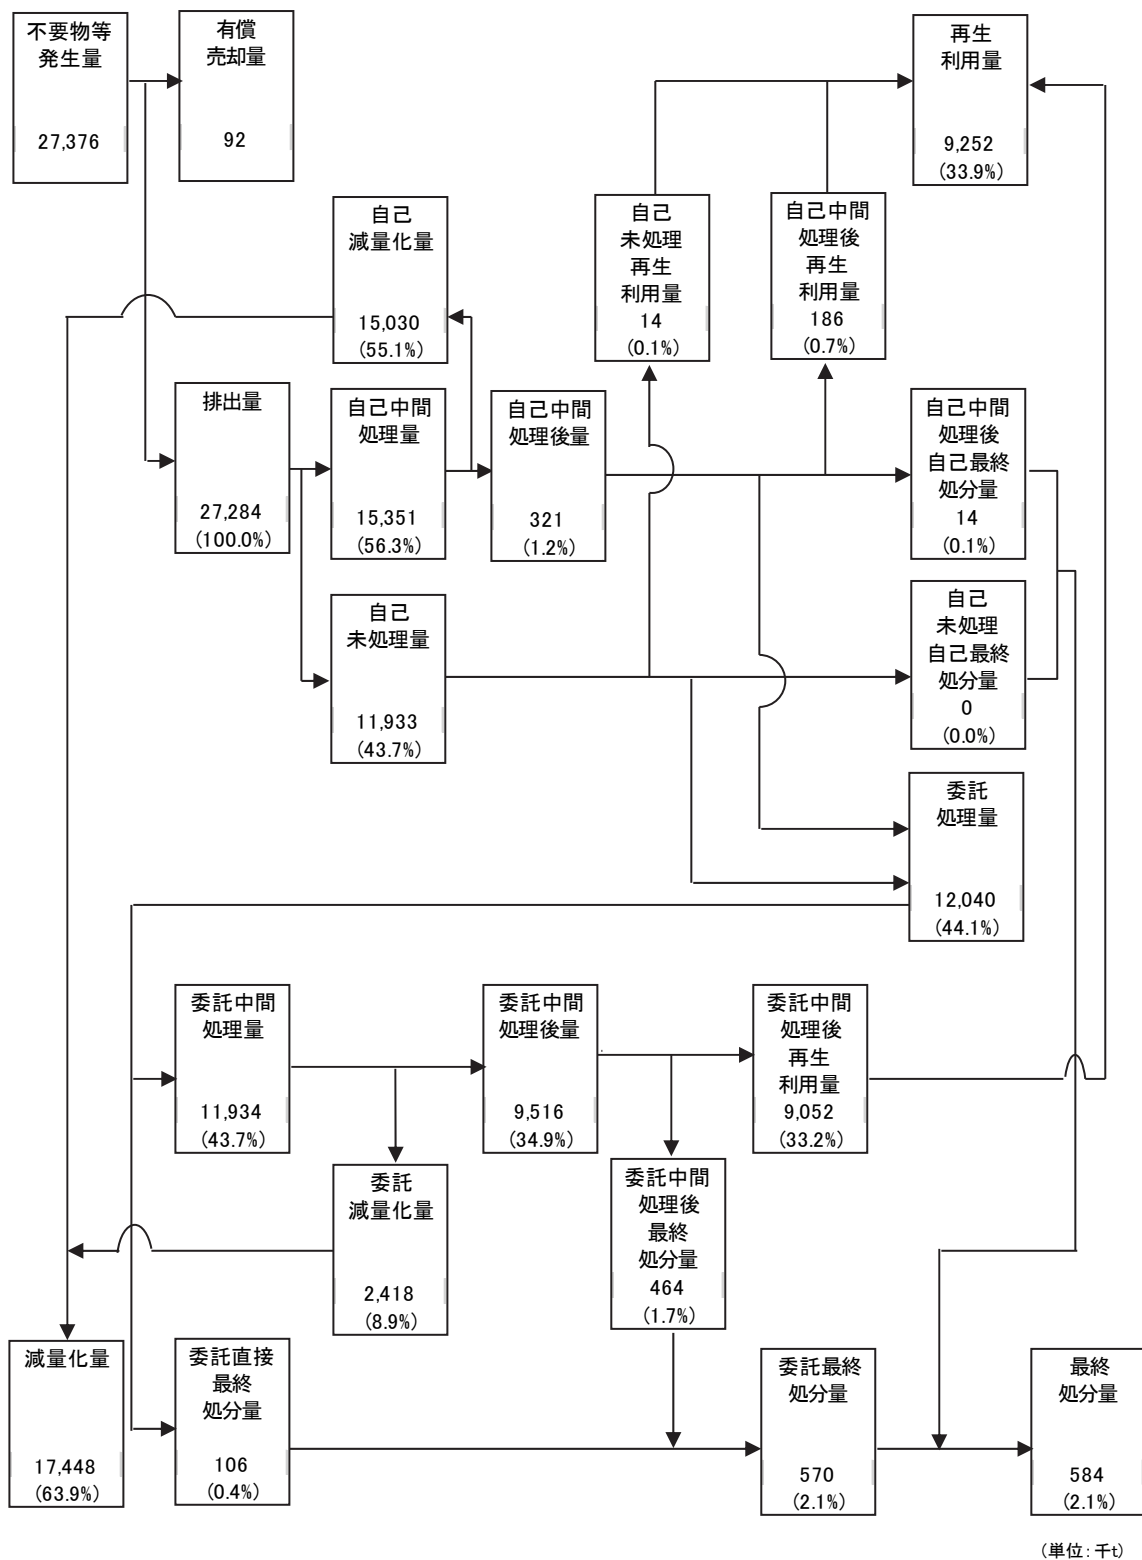 不要物等
発生量
27,376
有償
売却量
92
再生
利用量
9,252
(33.9%)
自己
減量化量
15,030
(55.1%)
自己
未処理
再生
利用量
14
(0.1%)
自己中間
処理後
再生
利用量
186
(0.7%)
排出量
27,284
(100.0%)
自己中間
処理量
15,351
(56.3%)
自己中間
処理後量
321
(1.2%)
自己中間
処理後
自己最終
処分量
14
(0.1%)
自己
未処理量
11,933
(43.7%)
自己
未処理
自己最終
処分量
0
(0.0%)
委託
処理量
12,040
(44.1%)
委託中間
処理量
11,934
(43.7%)
委託中間
処理後量
9,516
(34.9%)
委託中間
処理後
再生
利用量
9,052
(33.2%)
委託
減量化量
2,418
(8.9%)
委託中間
処理後
最終
処分量
464
(1.7%)
減量化量
17,448
(63.9%)
委託直接
最終
処分量
106
(0.4%)
委託最終
処分量
570
(2.1%)
最終
処分量
584
(2.1%)
(単位:千t)